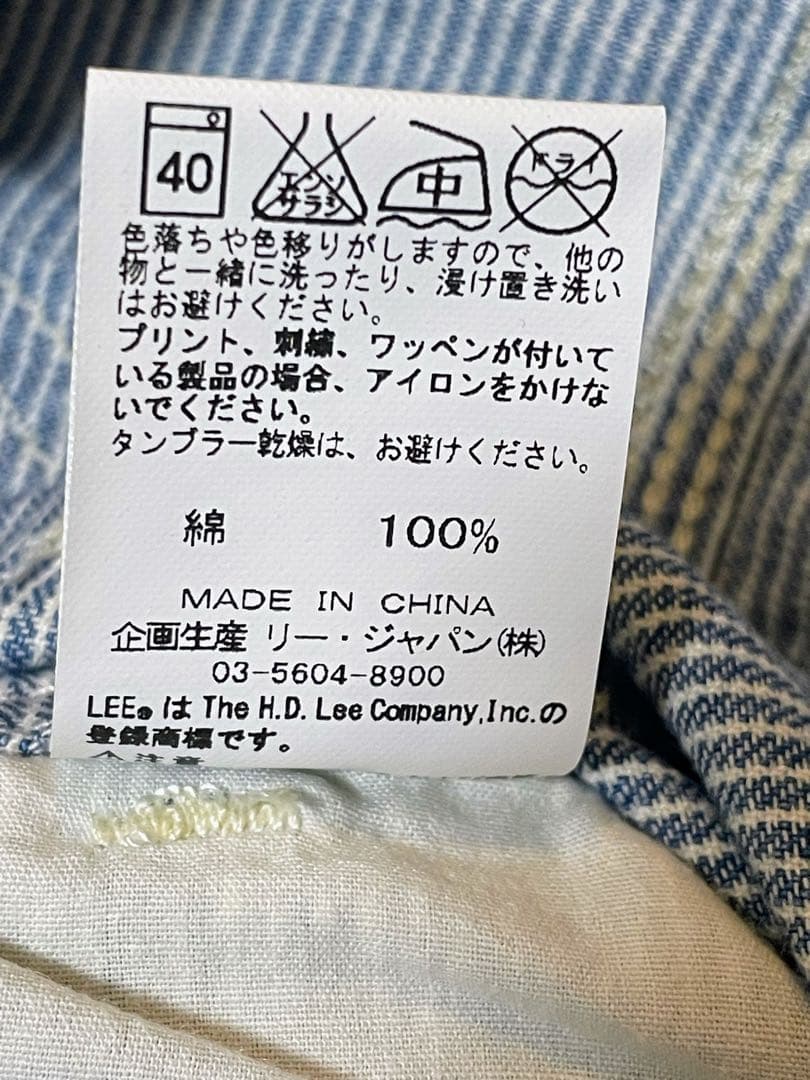 40
エンソ
サラシ
中
ドライ
色落ちや色移りがしますので、他の
物と一緒に洗ったり、浸け置き洗い
はお避けください。
プリント、刺繍、ワッペンが付いて
いる製品の場合、アイロンをかけな
いでください。
タンブラー乾燥は、お避けください。
綿 100%
MADE IN CHINA
企画生産 リー・ジャパン(株)
03-5604-8900
LEE®は The H.D. Lee Company,Inc.の
登録商標です。